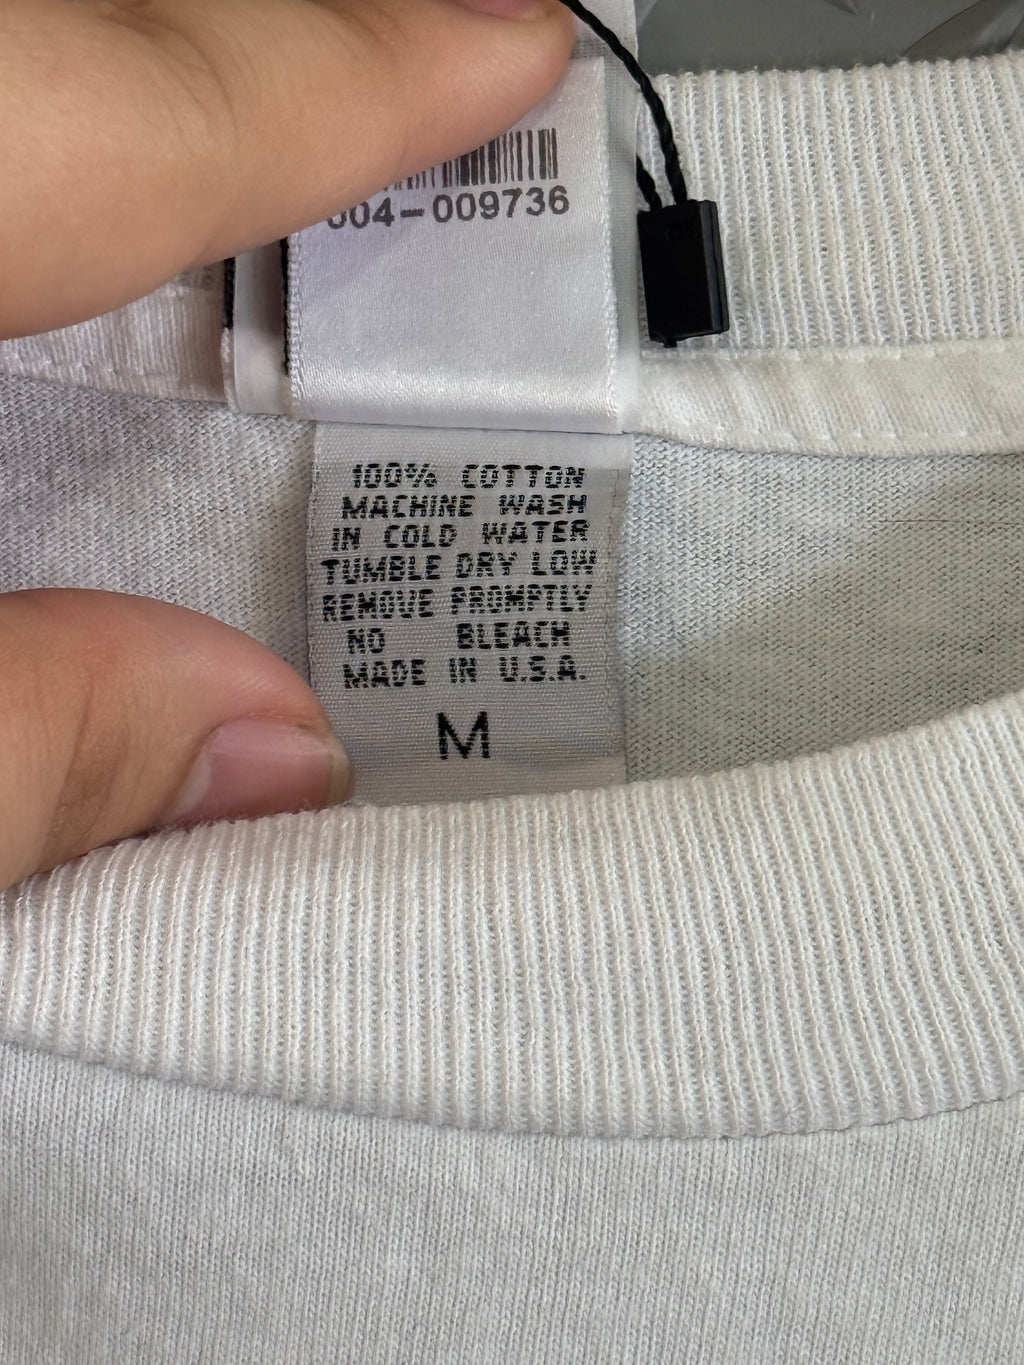 004-009736
100% COTTON
MACHINE WASH
IN COLD WATER
TUMBLE DRY LOW
REMOVE PROMPTLY
NO BLEACH
MADE IN U.S.A.
M